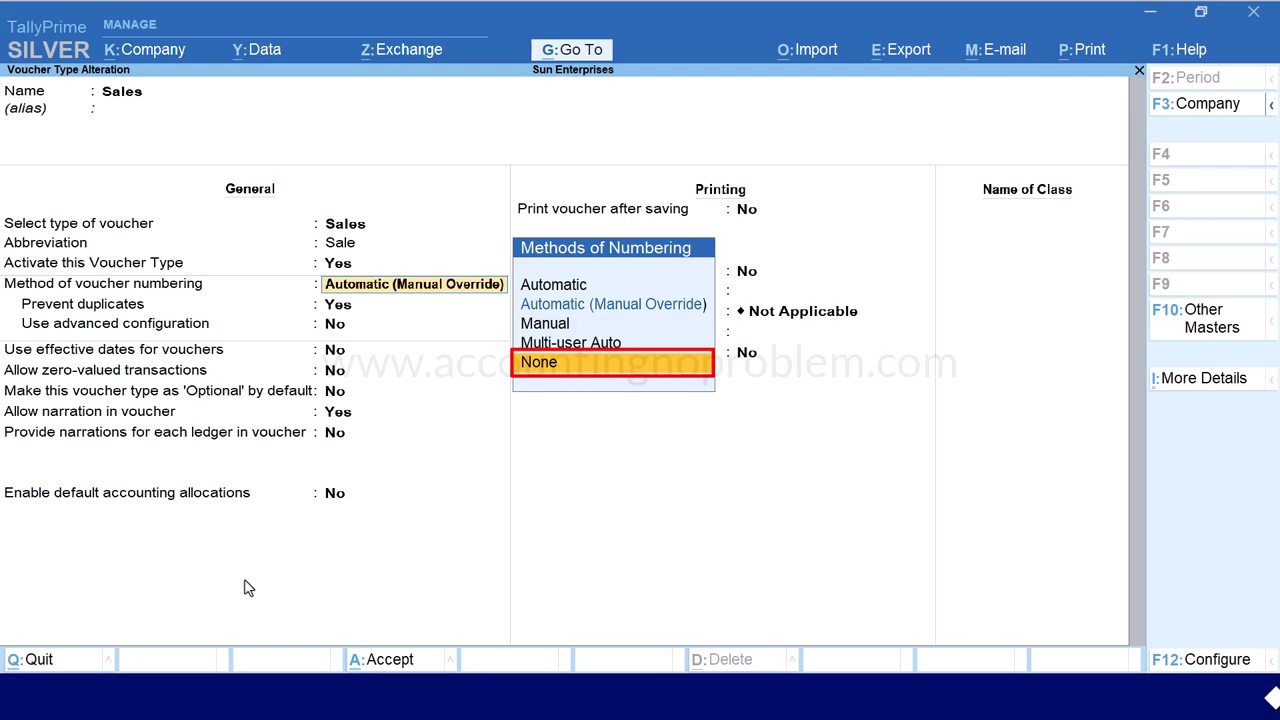 TallyPrime MANAGE
SILVER K:Company Y:Data Z:Exchange G:Go To O:Import E:Export M:E-mail P:Print F1:Help
Voucher Type Alteration Sun Enterprises
Name : Sales
(alias) :
General
Select type of voucher : Sales
Abbreviation : Sale
Activate this Voucher Type : Yes
Method of voucher numbering : Automatic (Manual Override)
Prevent duplicates : Yes
Use advanced configuration : No
Use effective dates for vouchers : No
Allow zero-valued transactions : No
Make this voucher type as 'Optional' by default : No
Allow narration in voucher : Yes
Provide narrations for each ledger in voucher : No
Enable default accounting allocations : No
Printing
Print voucher after saving : No
Methods of Numbering
Automatic
Automatic (Manual Override)
Manual
Multi-user Auto
None
: No
:
: ♦ Not Applicable
:
: No
Name of Class
www.accountingnoproblem.com
F2:Period
F3:Company
F4
F5
F6
F7
F8
F9
F10:Other
Masters
I:More Details
Q:Quit A:Accept D:Delete F12:Configure